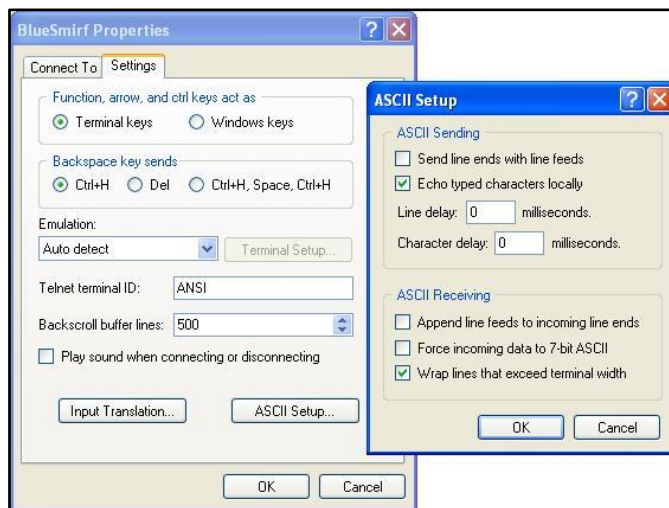 BlueSmirf Properties
Connect To Settings
Function, arrow, and ctrl keys act as
Terminal keys Windows keys
Backspace key sends
Ctrl+H Del Ctrl+H, Space, Ctrl+H
Emulation:
Auto detect Terminal Setup...
Telnet terminal ID: ANSI
Backscroll buffer lines: 500
Play sound when connecting or disconnecting
Input Translation... ASCII Setup...
OK Cancel
ASCII Setup
ASCII Sending
Send line ends with line feeds
Echo typed characters locally
Line delay: 0 milliseconds.
Character delay: 0 milliseconds.
ASCII Receiving
Append line feeds to incoming line ends
Force incoming data to 7-bit ASCII
Wrap lines that exceed terminal width
OK Cancel